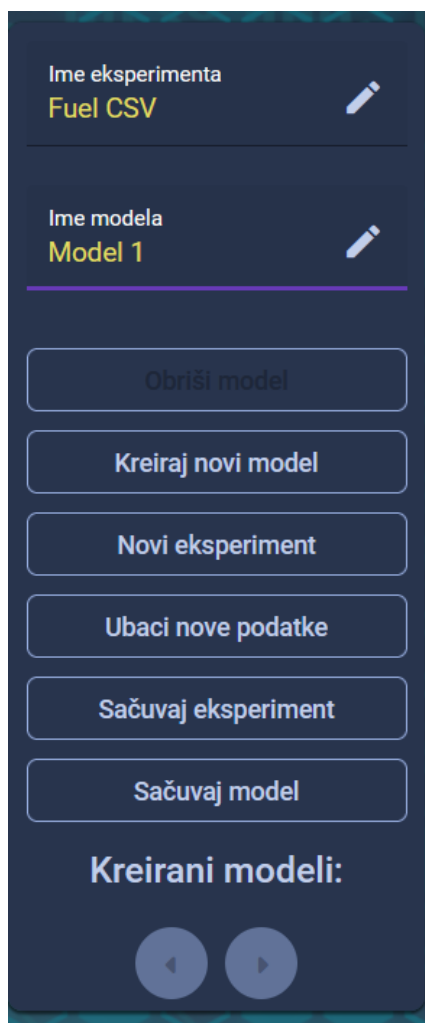 Ime eksperimenta
Fuel CSV
Ime modela
Model 1
Obriši model
Kreiraj novi model
Novi eksperiment
Ubaci nove podatke
Sačuvaj eksperiment
Sačuvaj model
Kreirani modeli: